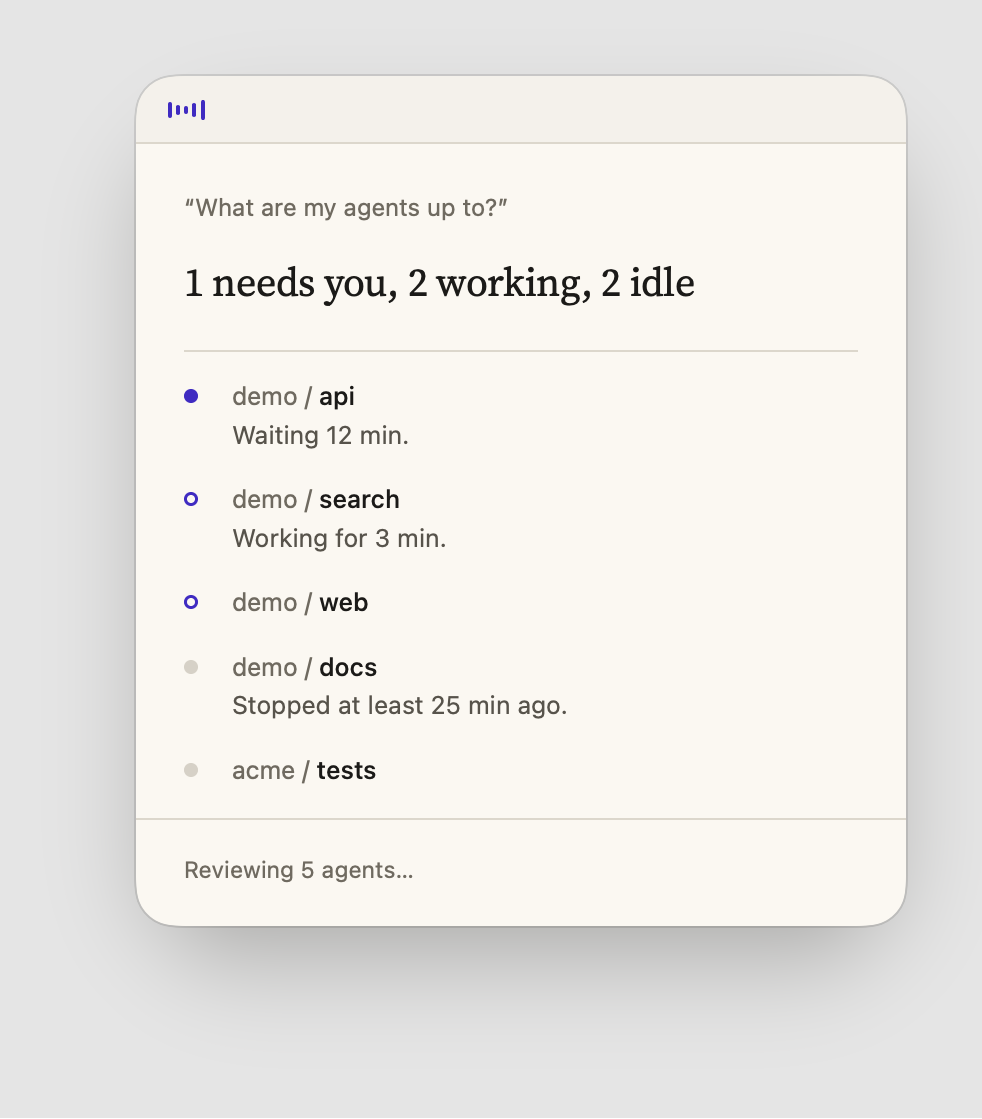 “What are my agents up to?”
1 needs you, 2 working, 2 idle
demo / api
Waiting 12 min.
demo / search
Working for 3 min.
demo / web
demo / docs
Stopped at least 25 min ago.
acme / tests
Reviewing 5 agents…